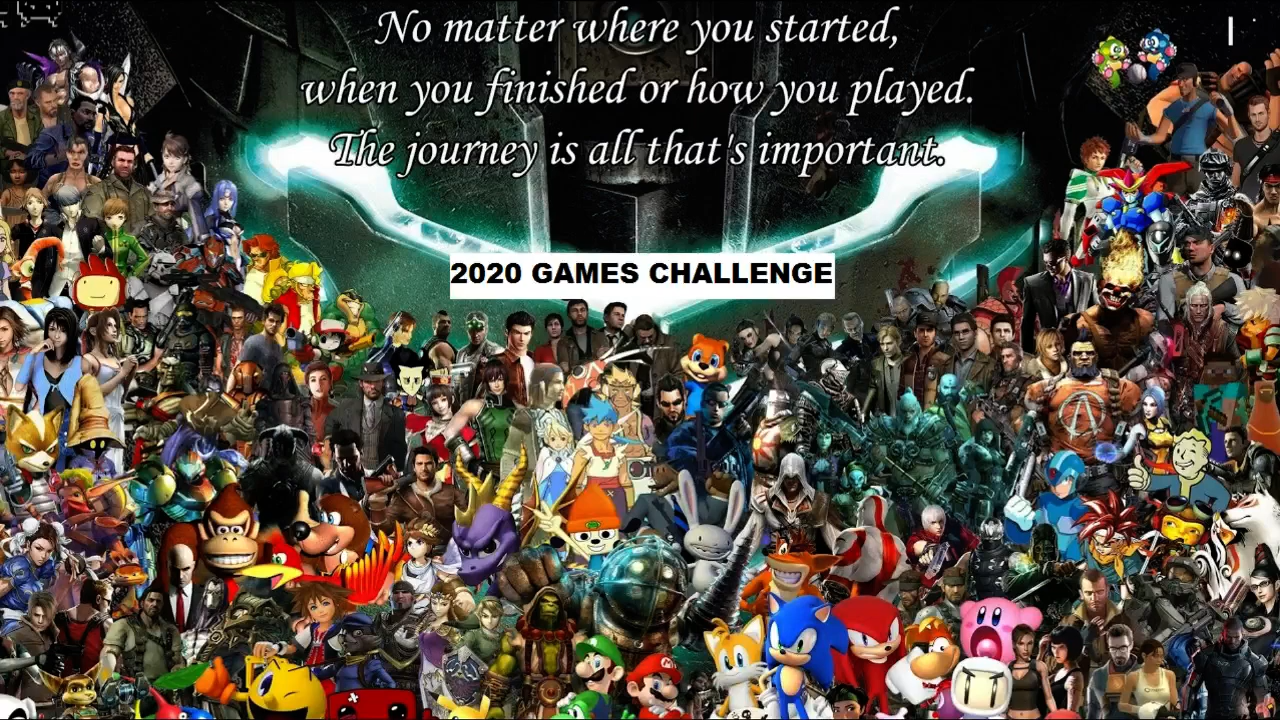 No matter where you started,
when you finished or how you played.
The journey is all that's important.
2020 GAMES CHALLENGE